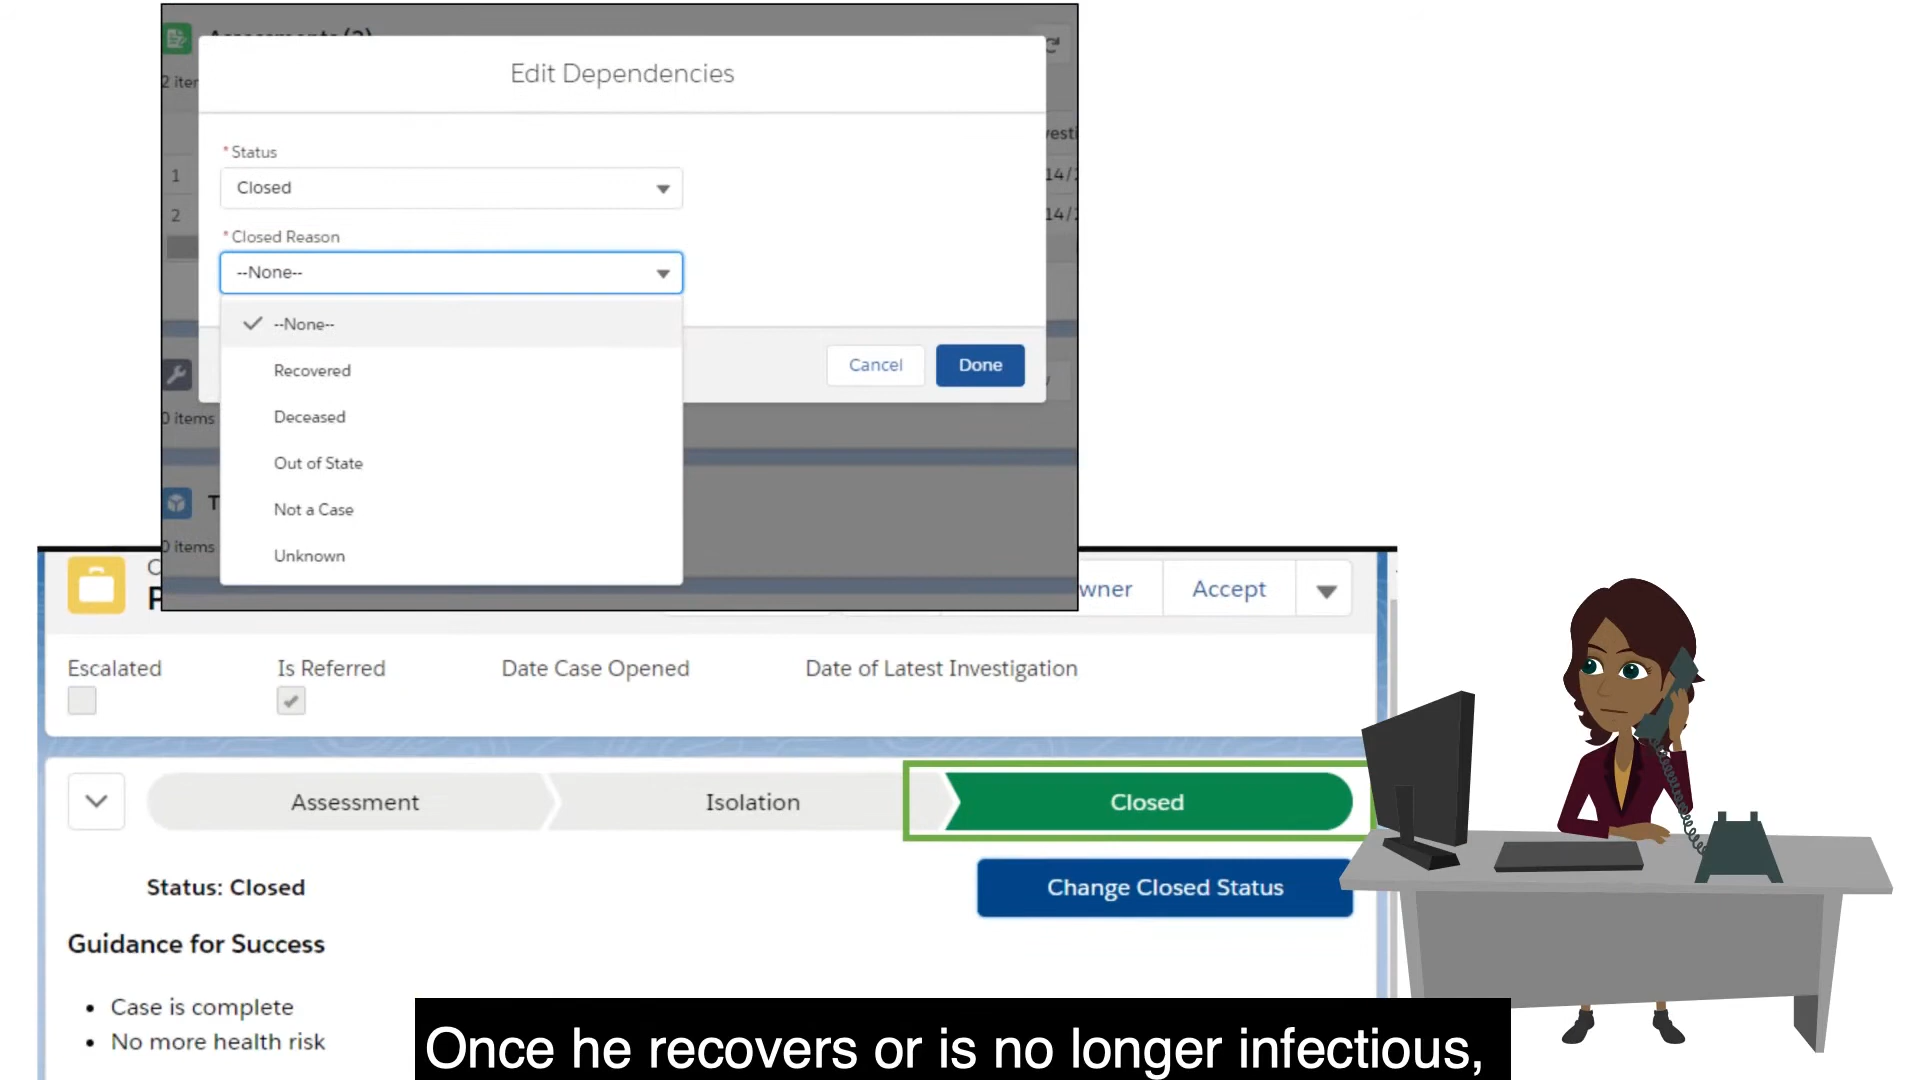 Edit Dependencies
2 iter
*Status
Closed
1
14/
*Closed Reason
2
14/
--None--
--None--
Recovered
Cancel
Done
Deceased
0 items
Out of State
T
Not a Case
0 items
Unknown
wner
Accept
Escalated
Is Referred
Date Case Opened
Date of Latest Investigation
Assessment
Isolation
Closed
Status: Closed
Change Closed Status
Guidance for Success
• Case is complete
• No more health risk
Once he recovers or is no longer infectious,